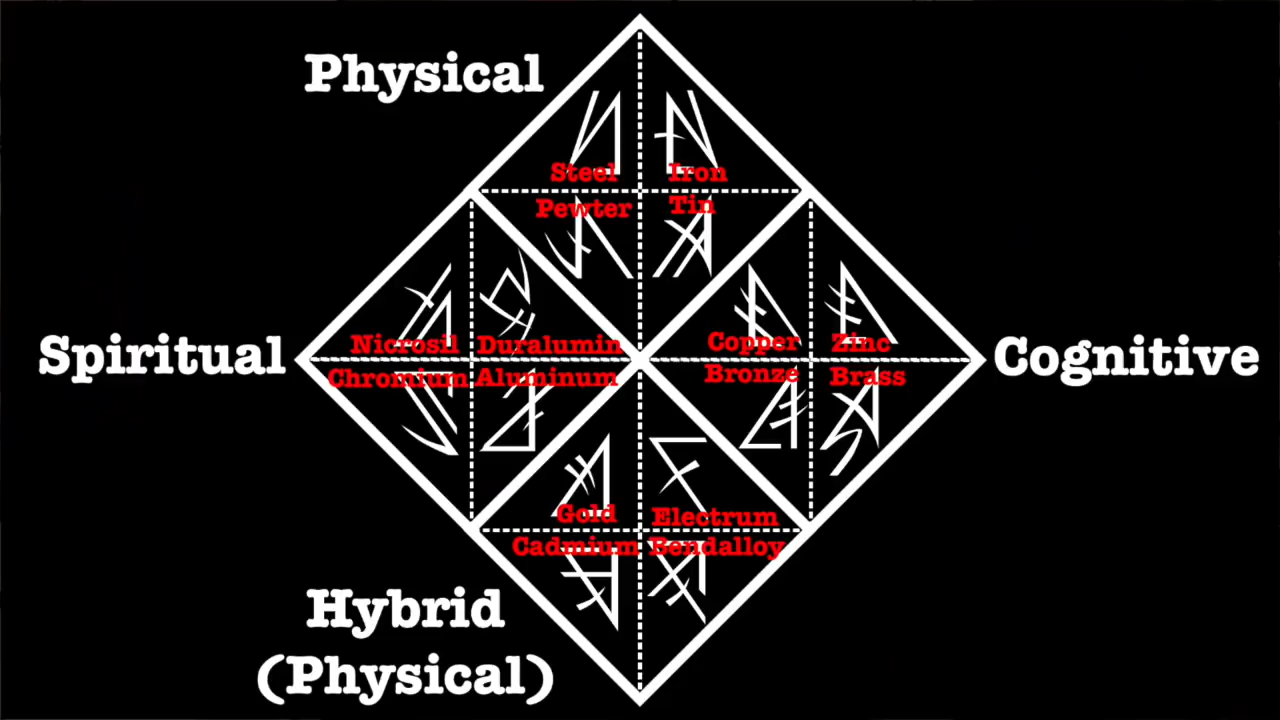 Physical
Steel Iron
Pewter Tin
Spiritual
Nicrosil Duralumin
Chromium Aluminum
Copper Zinc
Bronze Brass
Cognitive
Gold Electrum
Cadmium Bendalloy
Hybrid
(Physical)